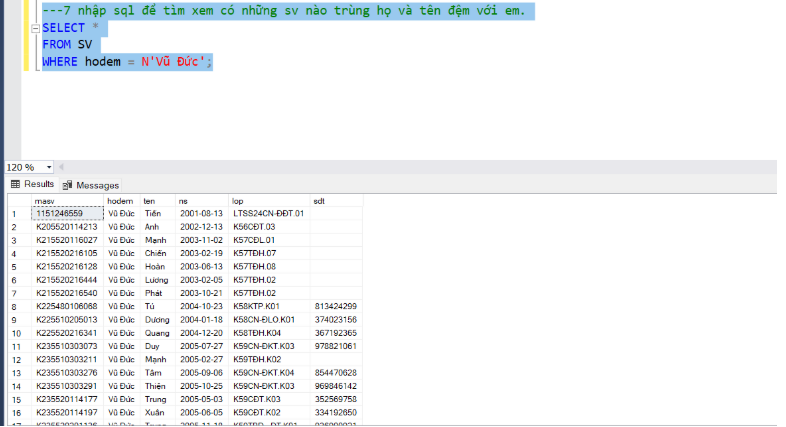 ---7 nhập sql để tìm xem có những sv nào trùng họ và tên đệm với em.
SELECT *
FROM SV
WHERE hodem = N'Vũ Đức';
120 %
Results Messages
masv hodem ten ns lop sdt
1 1151246559 Vũ Đức Tiến 2001-08-13 LTSS24CN-ĐĐT.01
2 K205520114213 Vũ Đức Anh 2002-12-13 K56CĐT.03
3 K215520116027 Vũ Đức Mạnh 2003-11-02 K57CĐL.01
4 K215520216105 Vũ Đức Chiến 2003-02-19 K57TĐH.07
5 K215520216128 Vũ Đức Hoàn 2003-06-13 K57TĐH.08
6 K215520216444 Vũ Đức Lương 2003-02-05 K57TĐH.02
7 K215520216540 Vũ Đức Phát 2003-10-21 K57TĐH.02
8 K225480106068 Vũ Đức Tú 2004-10-23 K58KTP.K01 813424299
9 K225510205013 Vũ Đức Dương 2004-01-18 K58CN-ĐLO.K01 374023156
10 K225520216341 Vũ Đức Quang 2004-12-20 K58TĐH.K04 367192365
11 K235510303073 Vũ Đức Duy 2005-07-27 K59CN-ĐKT.K03 978821061
12 K235510303211 Vũ Đức Mạnh 2005-02-27 K59TĐH.K02
13 K235510303276 Vũ Đức Tâm 2005-09-06 K59CN-ĐKT.K04 854470628
14 K235510303291 Vũ Đức Thiện 2005-10-25 K59CN-ĐKT.K03 969846142
15 K235520114177 Vũ Đức Trung 2005-05-03 K59CĐT.K03 352569758
16 K235520114197 Vũ Đức Xuân 2005-06-05 K59CĐT.K02 334192650